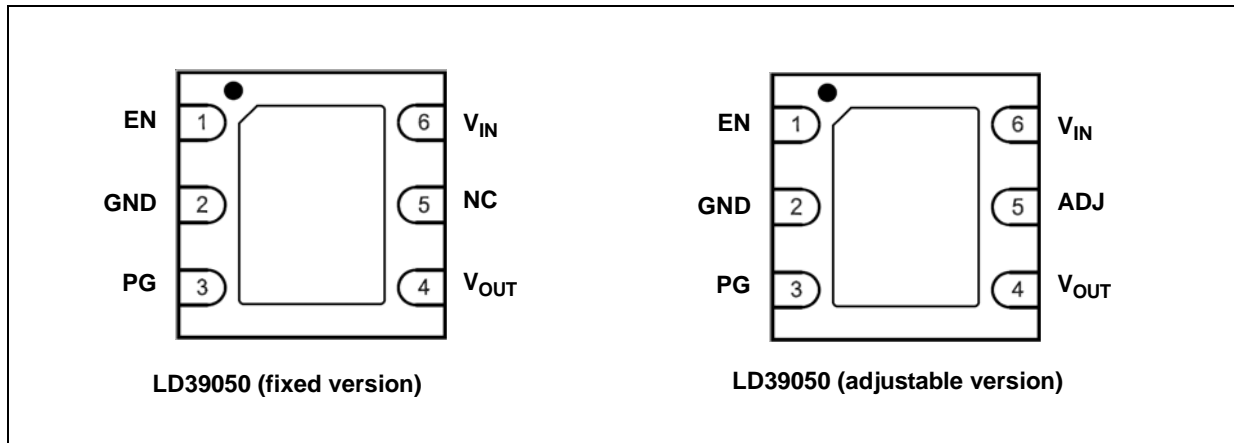 EN 1 6 V_IN
GND 2 5 NC
PG 3 4 V_OUT
LD39050 (fixed version)
EN 1 6 V_IN
GND 2 5 ADJ
PG 3 4 V_OUT
LD39050 (adjustable version)